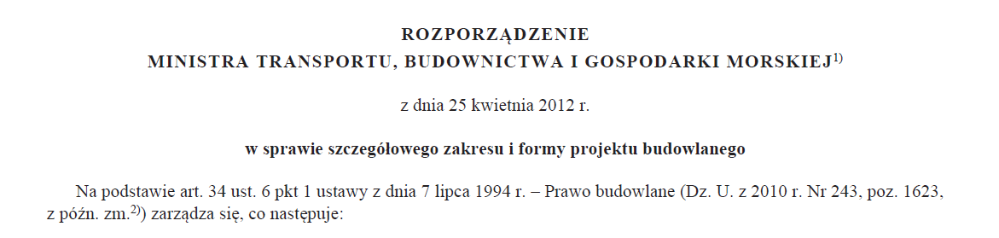 ROZPORZĄDZENIE
MINISTRA TRANSPORTU, BUDOWNICTWA I GOSPODARKI MORSKIEJ1)
z dnia 25 kwietnia 2012 r.
w sprawie szczegółowego zakresu i formy projektu budowlanego
Na podstawie art. 34 ust. 6 pkt 1 ustawy z dnia 7 lipca 1994 r. – Prawo budowlane (Dz. U. z 2010 r. Nr 243, poz. 1623,
z późn. zm.2)) zarządza się, co następuje: